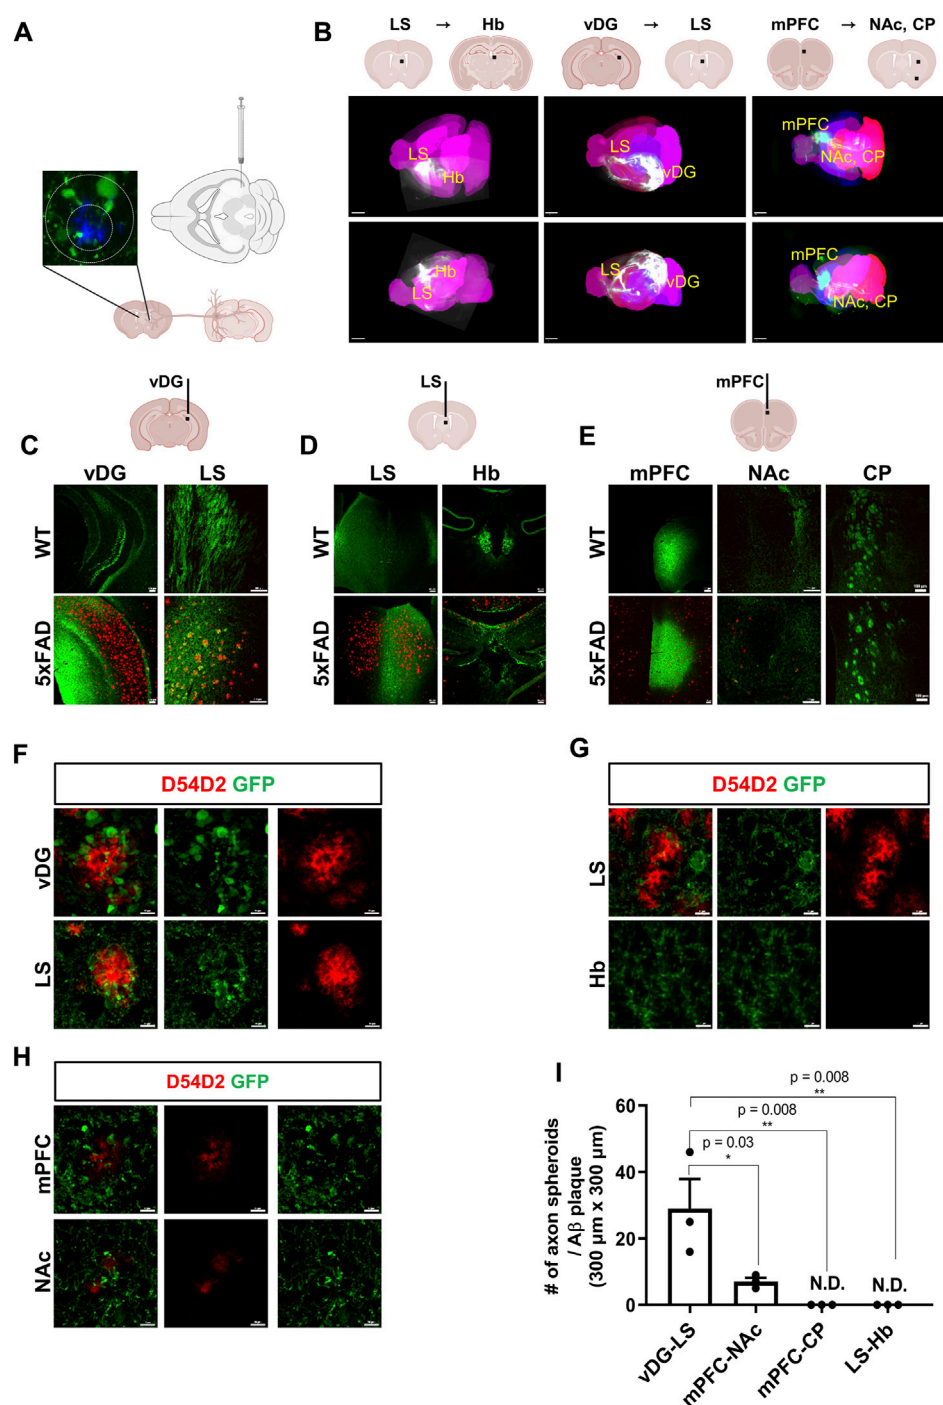 A
B
LS → Hb
vDG → LS
mPFC → NAc, CP
LS
Hb
LS
vDG
mPFC
NAc, CP
Hb
LS
LS
vDG
mPFC
NAc, CP
vDG
LS
mPFC
C
vDG
LS
WT
5xFAD
D
LS
Hb
WT
5xFAD
E
mPFC
NAc
CP
WT
100 µm
5xFAD
100 µm
F
D54D2 GFP
vDG
LS
G
D54D2 GFP
LS
Hb
H
D54D2 GFP
mPFC
NAc
I
p = 0.008
**
p = 0.008
**
p = 0.03
*
# of axon spheroids
/ Aβ plaque
(300 µm x 300 µm)
60
40
20
0
N.D.
N.D.
vDG-LS
mPFC-NAc
mPFC-CP
LS-Hb